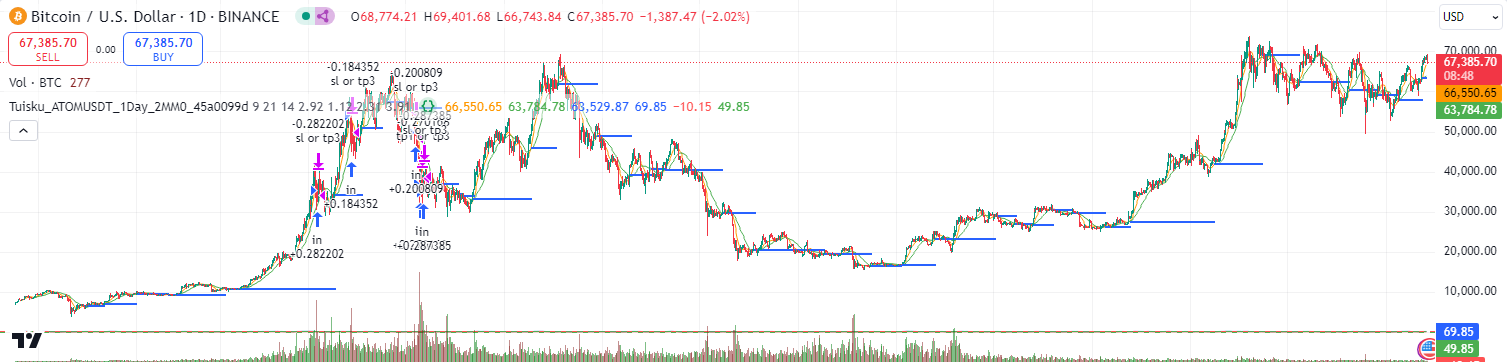 Bitcoin / U.S. Dollar · 1D · BINANCE O68,774.21 H69,401.68 L66,743.84 C67,385.70 −1,387.47 (−2.02%)
USD
67,385.70
SELL
0.00
67,385.70
BUY
Vol · BTC 277
Tuisku_ATOMUSDT_1Day_2MM0_45a0099d 9 21 14 2.92 66,550.65 63,784.78 63,529.87 69.85 −10.15 49.85
-0.184352
sl or tp3
-0.200809
sl or tp3
-0.282202
sl or tp3
sl or tp3
in
+0.184352
in
+0.200809
in
+0.282202
70,000.00
67,385.70
08:48
66,550.65
63,784.78
50,000.00
40,000.00
30,000.00
20,000.00
10,000.00
69.85
49.85